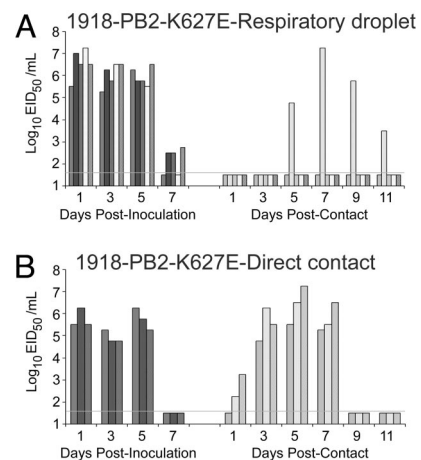 A 1918-PB2-K627E-Respiratory droplet
Log10 EID50 /mL
8
7
6
5
4
3
2
1
1 3 5 7 1 3 5 7 9 11
Days Post-Inoculation Days Post-Contact
B 1918-PB2-K627E-Direct contact
Log10 EID50 /mL
8
7
6
5
4
3
2
1
1 3 5 7 1 3 5 7 9 11
Days Post-Inoculation Days Post-Contact